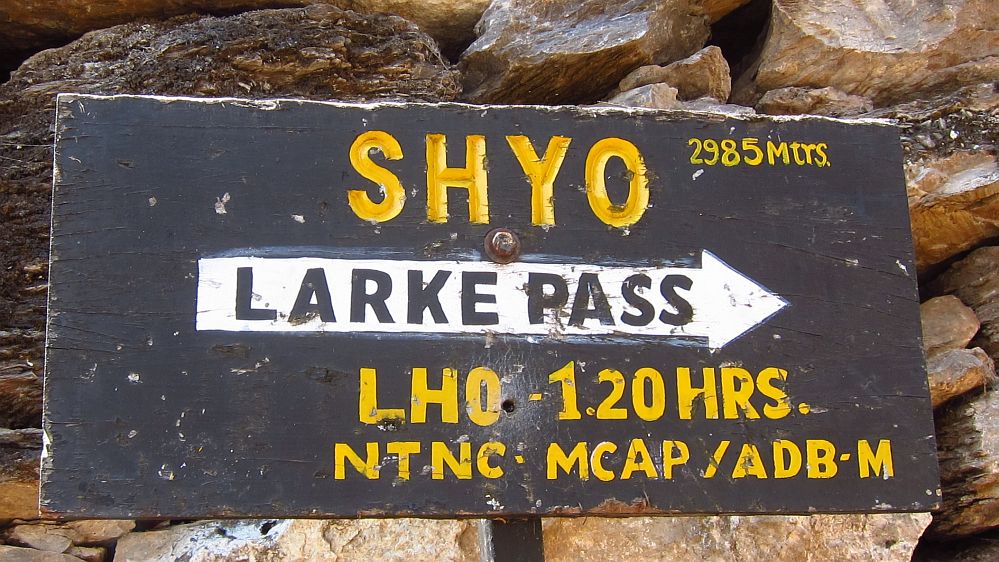 SHYO 2985 Mtrs.
LARKE PASS
LHO - 1.20 HRS.
NTNC - MCAP / ADB-M